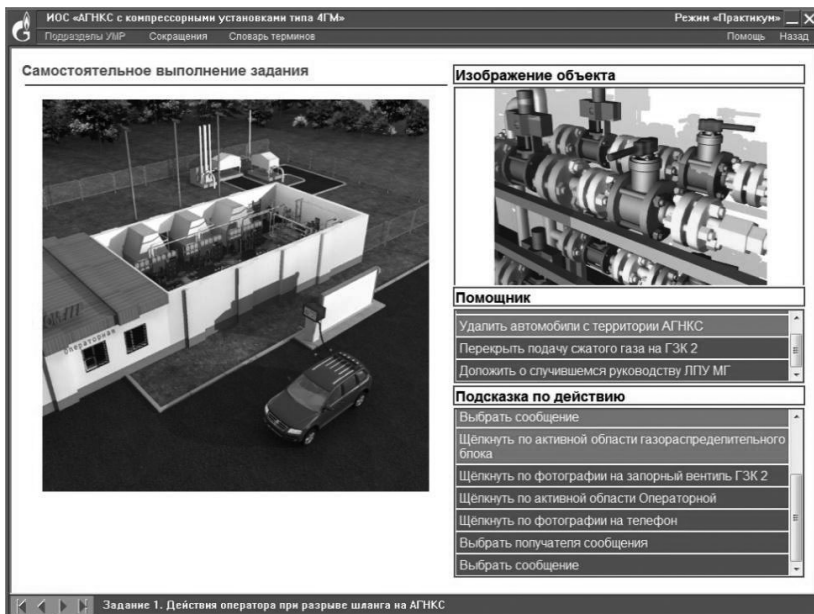 ИОС «АГНКС с компрессорными установками типа 4ГМ»
Режим «Практикум»
Подразделы УМР Сокращения Словарь терминов
Помощь Назад
Самостоятельное выполнение задания
Изображение объекта
операторная
Помощник
Удалить автомобили с территории АГНКС
Перекрыть подачу сжатого газа на ГЗК 2
Доложить о случившемся руководству ЛПУ МГ
Подсказка по действию
Выбрать сообщение
Щёлкнуть по активной области газораспределительного
блока
Щёлкнуть по фотографии на запорный вентиль ГЗК 2
Щёлкнуть по активной области Операторной
Щёлкнуть по фотографии на телефон
Выбрать получателя сообщения
Выбрать сообщение
Задание 1. Действия оператора при разрыве шланга на АГНКС